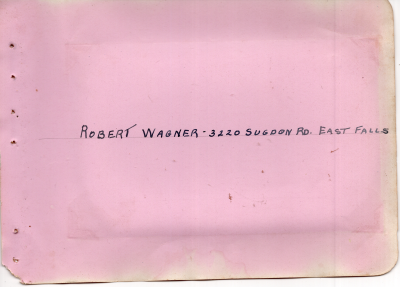 ROBERT WAGNER - 3220 SUGDON RD. EAST FALLS